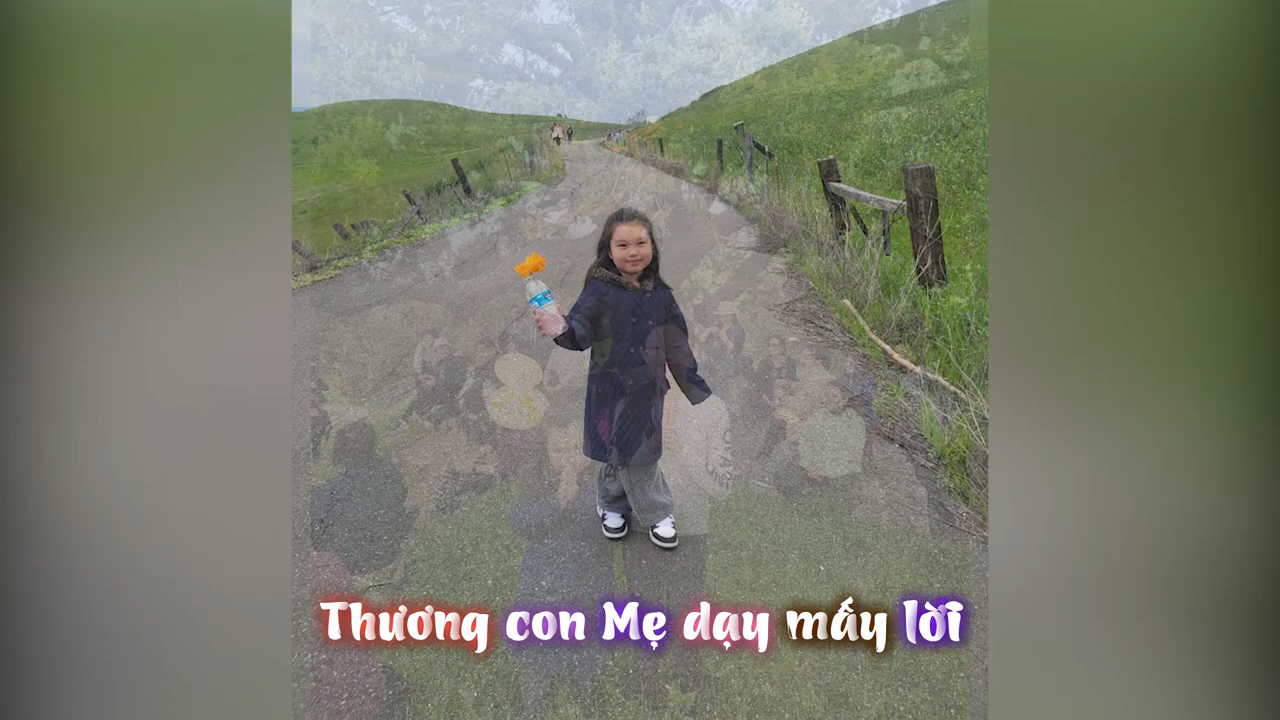 Thương con Mẹ dạy mấy lời